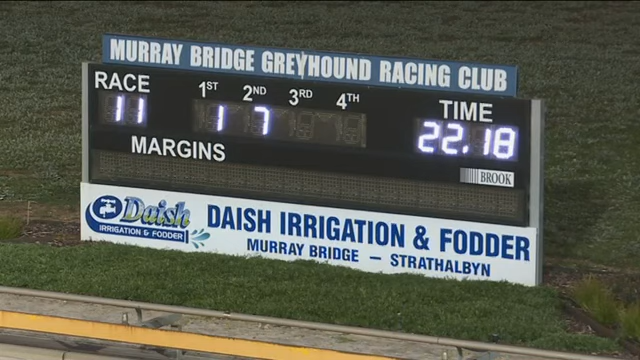 MURRAY BRIDGE GREYHOUND RACING CLUB
RACE 1ST 2ND 3RD 4TH TIME
11 1 7 22.18
MARGINS
BROOK
Daish
IRRIGATION & FODDER
DAISH IRRIGATION & FODDER
MURRAY BRIDGE — STRATHALBYN